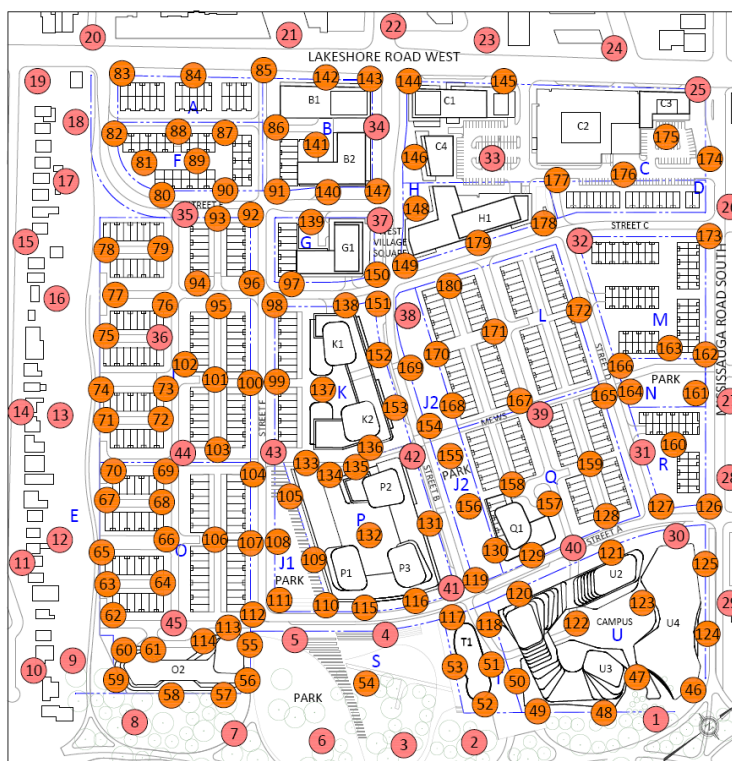 20 21 22 23 24
LAKESHORE ROAD WEST
19 83 84 85 142 143 144 145 25
B1 C1 C3
A
18 82 88 87 86 B 34 C2 175
F 141 C4
81 89 B2 146 33 174
17 80 90 91 140 147 H 177 176 C D
STREET E
35 93 92 139 37 148 H1 178 26
WEST VILLAGE SQUARE
STREET C
15 78 79 G G1 179 32 173
94 95 96 97 150 149 180
16 77 76 98 138 151 38 L 172 M
75 36 K1 152 170 171 163 162
102 101 100 99 137 K 169 166
MISSISSAUGA ROAD SOUTH
STREET D
PARK
74 73 153 J2 168 167 165 164 N 161 27
14 13 71 72 K2 154 39
MEWS
STREET F
44 103 43 136 42 155 Q 31 160
70 69 104 133 134 135 PARK 159 R 28
STREET B
67 68 105 P2 J2 158
E P 156 157 127 126
12 66 106 107 108 132 131 Q1 128
STREET A
65 O 130 129 40 121 30
11 63 64 J1 109 P1 P3 119 U2 125
PARK
62 111 110 115 116 41 120 123
45 113 112 117 118 122 CAMPUS U4 29
114 5 4 T1 U 124
60 61 55
10 9 O2 S 53 51 U3
59 56 54 50 T 47 46
58 57 PARK 52 49 48
8 7 6 3 2 1